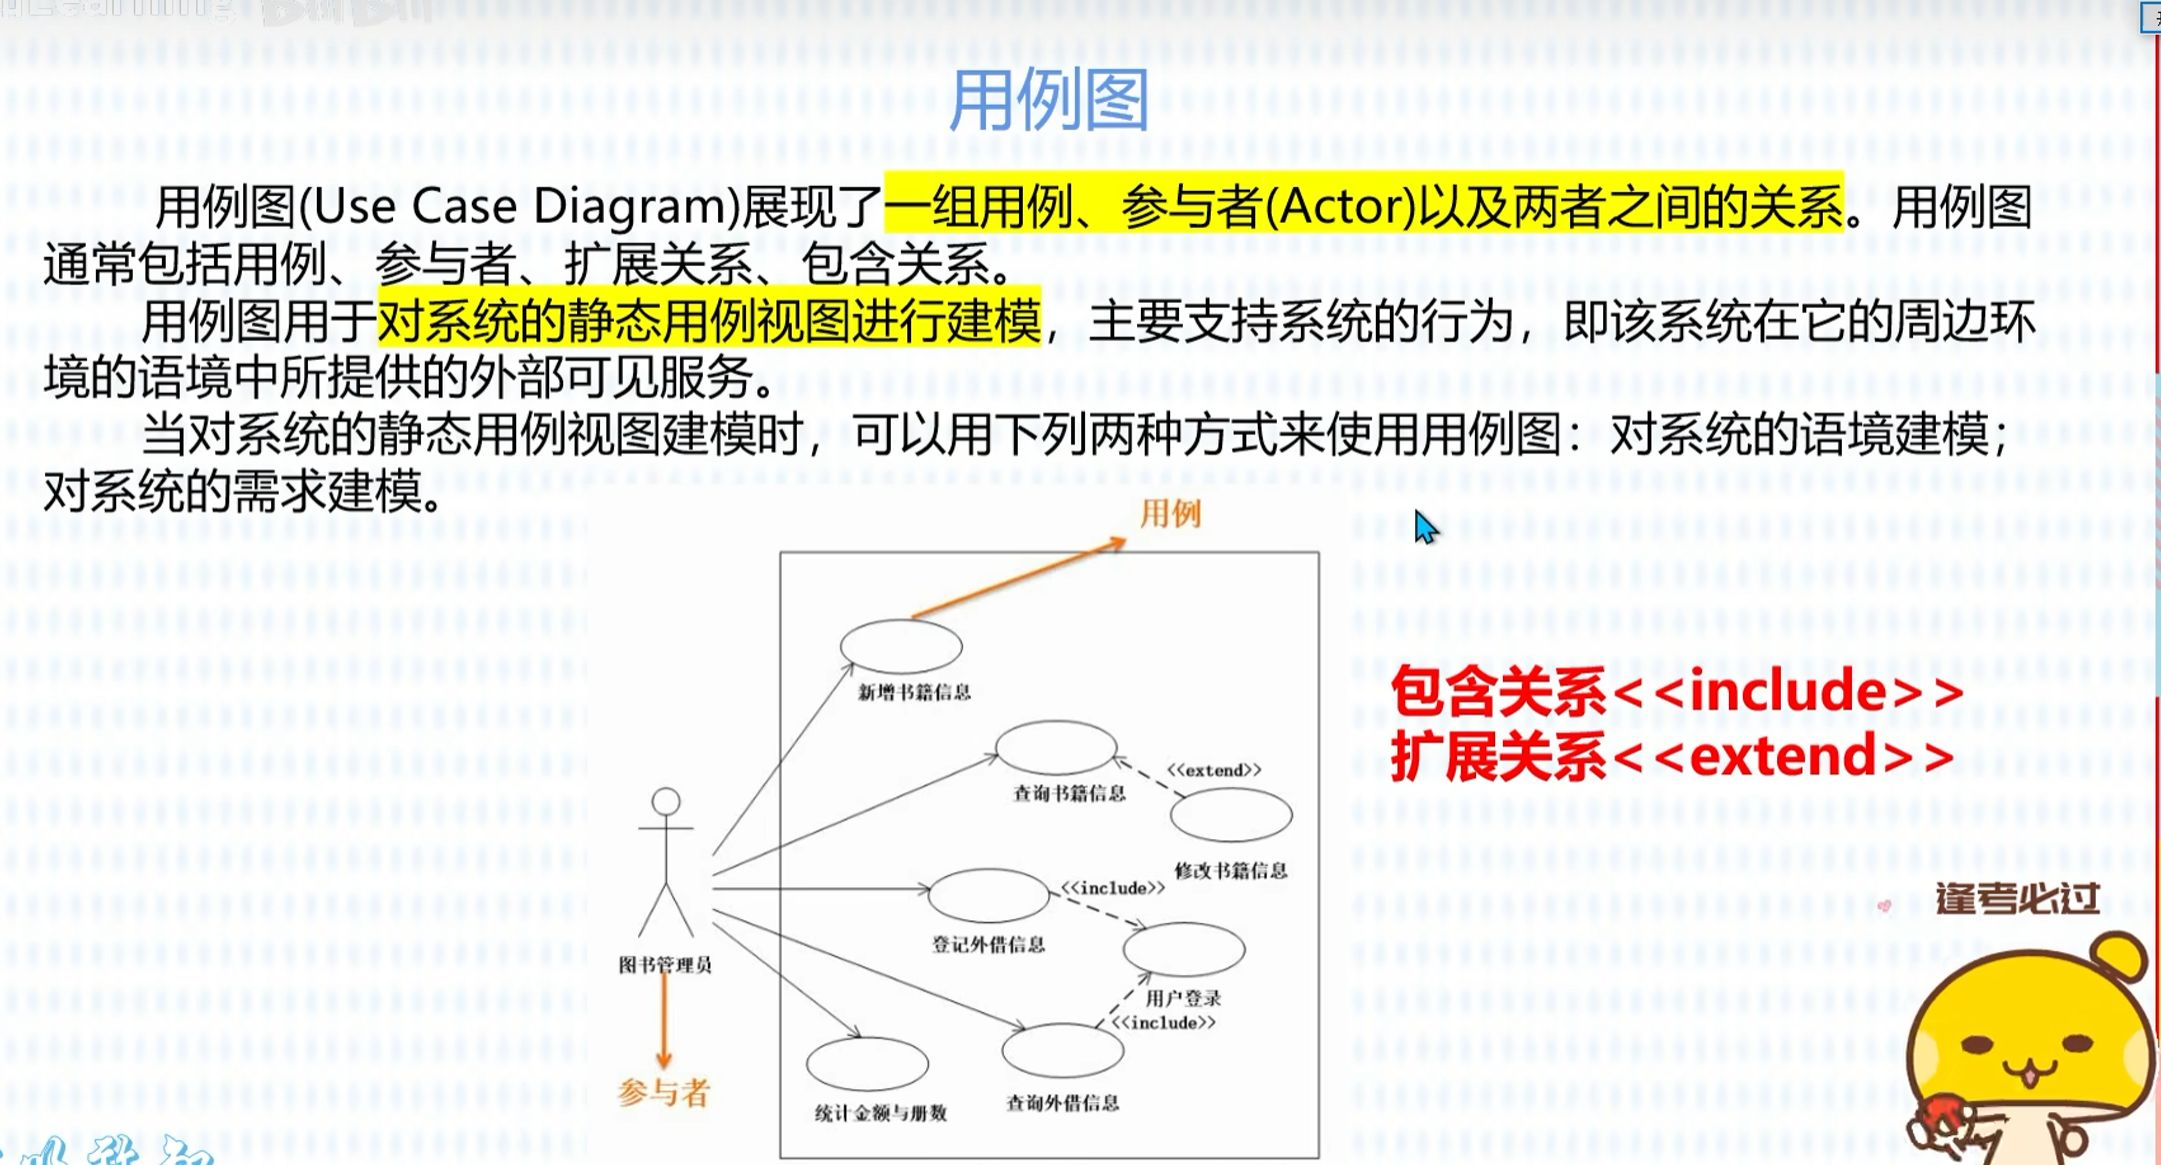 用例图
用例图(Use Case Diagram)展现了一组用例、参与者(Actor)以及两者之间的关系。用例图
通常包括用例、参与者、扩展关系、包含关系。
用例图用于对系统的静态用例视图进行建模，主要支持系统的行为，即该系统在它的周边环
境的语境中所提供的外部可见服务。
当对系统的静态用例视图建模时，可以用下列两种方式来使用用例图：对系统的语境建模；
对系统的需求建模。
用例
新增书籍信息
包含关系<<include>>
扩展关系<<extend>>
<<extend>>
查询书籍信息
修改书籍信息
<<include>>
登记外借信息
图书管理员
用户登录
<<include>>
参与者
统计金额与册数
查询外借信息
逢考必过